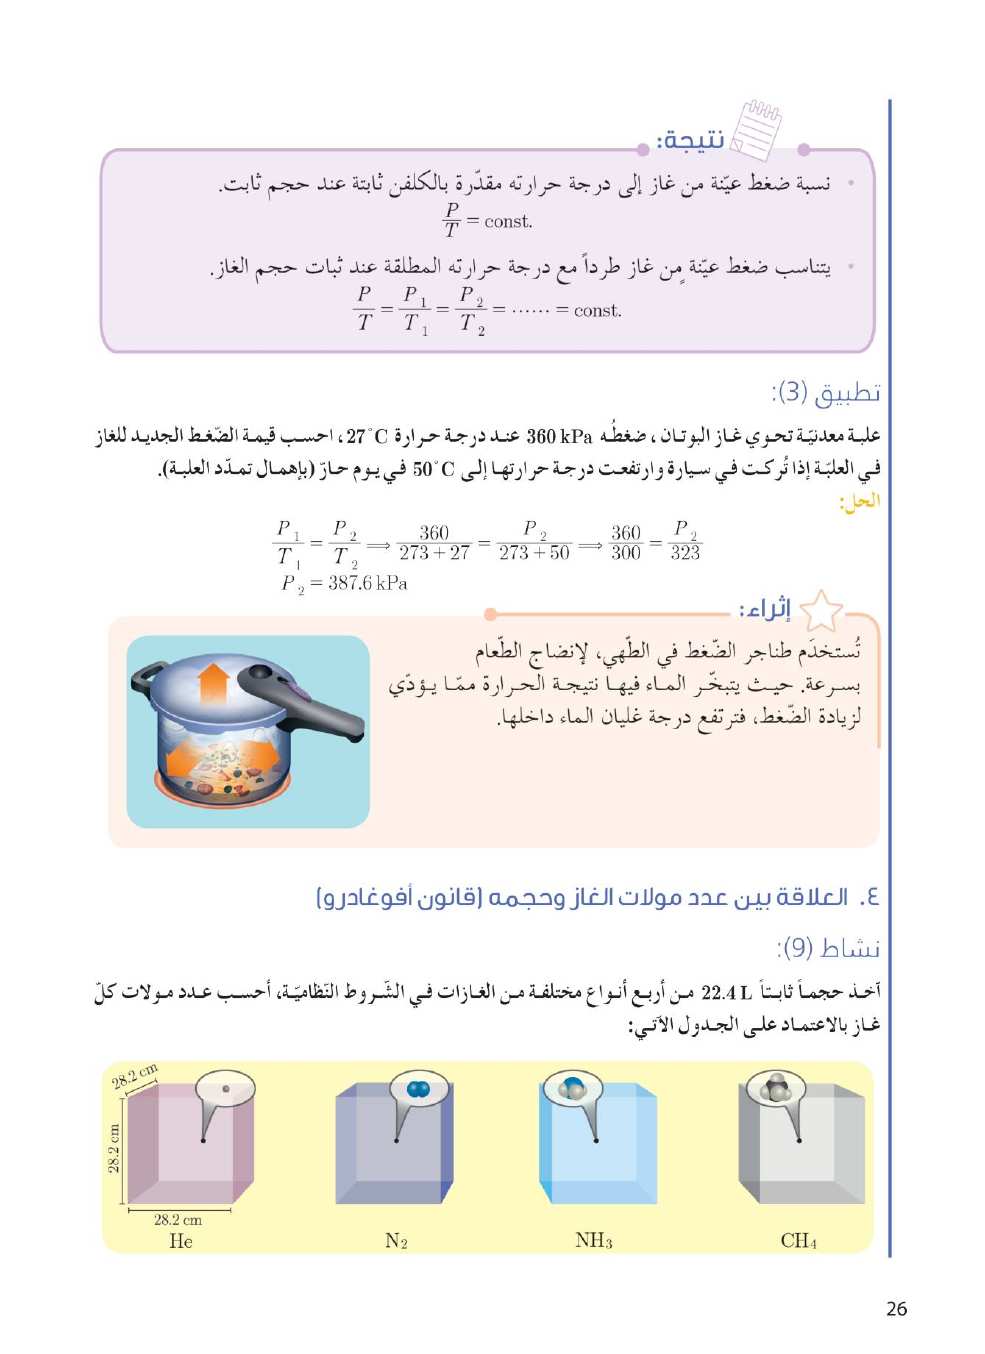 نتيجة:
• نسبة ضغط عيّنة من غاز إلى درجة حرارته مقدّرة بالكلفن ثابتة عند حجم ثابت.
P/T = const.
• يتناسب ضغط عيّنة مٍن غاز طرداً مع درجة حرارته المطلقة عند ثبات حجم الغاز.
P/T = P₁/T₁ = P₂/T₂ = ...... = const.
تطبيق (3):
علبة معدنيّة تحوي غاز البوتان، ضغطُه 360 kPa عند درجة حرارة 27°C، احسب قيمة الضّغط الجديد للغاز
في العلبّة إذا تُركت في سيارة وارتفعت درجة حرارتها إلى 50°C في يوم حارّ (بإهمال تمدّد العلبة).
الحل:
P₁/T₁ = P₂/T₂ ⟹ 360/(273 + 27) = P₂/(273 + 50) ⟹ 360/300 = P₂/323
P₂ = 387.6 kPa
إثراء:
تُستخدَم طناجر الضّغط في الطّهي، لإنضاج الطّعام
بسرعة. حيث يتبخّر الماء فيها نتيجة الحرارة ممّا يؤدّي
لزيادة الضّغط، فترتفع درجة غليان الماء داخلها.
٤. العلاقة بين عدد مولات الغاز وحجمه (قانون أفوغادرو)
نشاط (9):
آخذ حجماً ثابتاً 22.4 L من أربع أنواع مختلفة من الغازات في الشّروط النّظاميّة، أحسب عدد مولات كلّ
غاز بالاعتماد على الجدول الآتي:
28.2 cm
28.2 cm
28.2 cm
He N₂ NH₃ CH₄
26